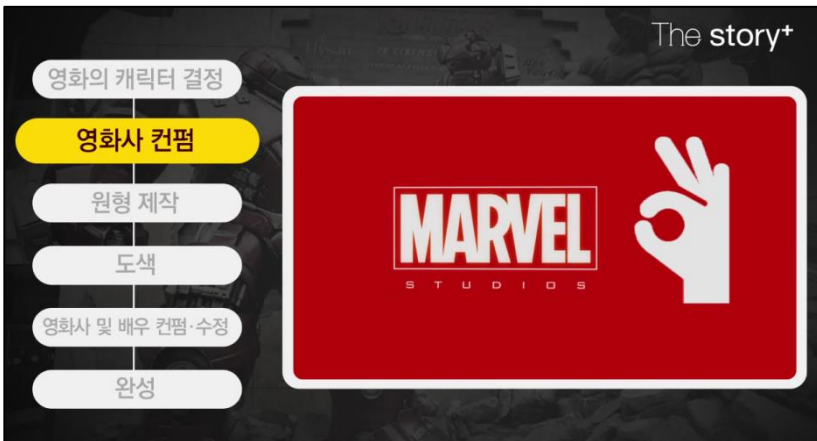 The story+
영화의 캐릭터 결정
영화사 컨펌
원형 제작
도색
영화사 및 배우 컨펌·수정
완성
MARVEL
STUDIOS